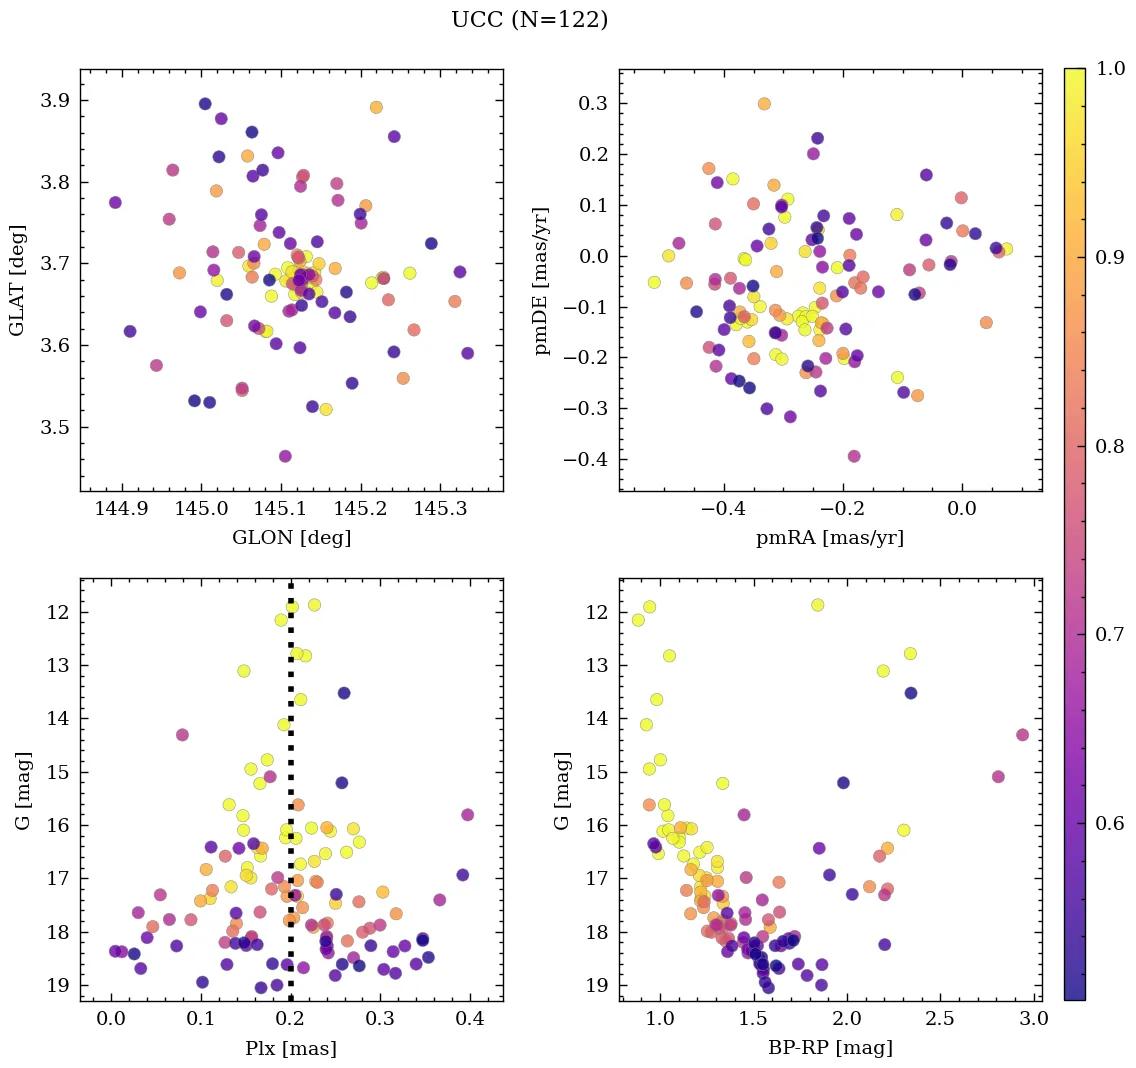 UCC (N=122)
3.9
3.8
3.7
3.6
3.5
GLAT [deg]
144.9 145.0 145.1 145.2 145.3
GLON [deg]
0.3
0.2
0.1
0.0
−0.1
−0.2
−0.3
−0.4
pmDE [mas/yr]
−0.4 −0.2 0.0
pmRA [mas/yr]
12
13
14
15
16
17
18
19
G [mag]
0.0 0.1 0.2 0.3 0.4
Plx [mas]
12
13
14
15
16
17
18
19
G [mag]
1.0 1.5 2.0 2.5 3.0
BP-RP [mag]
1.0
0.9
0.8
0.7
0.6